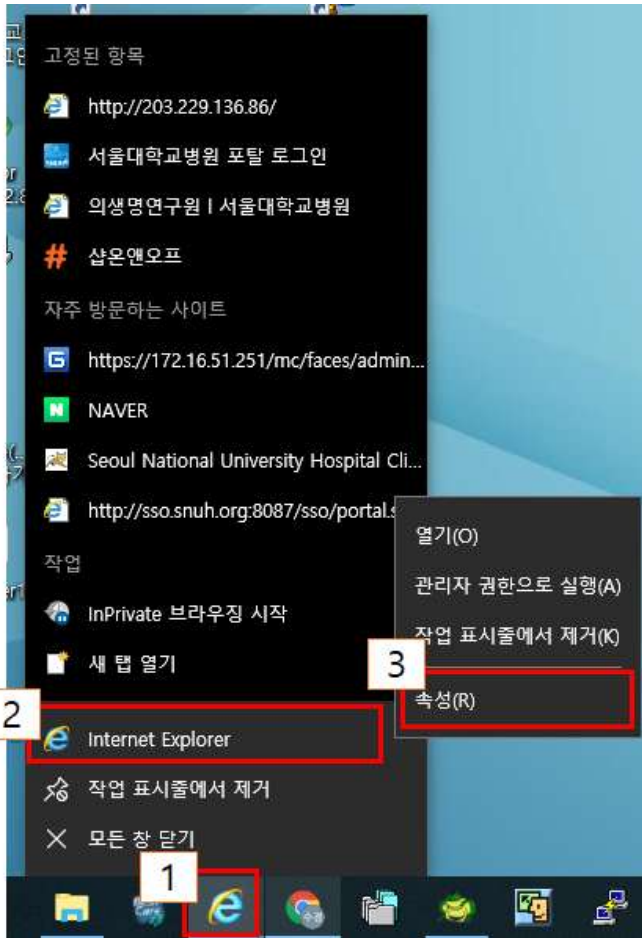 고정된 항목
http://203.229.136.86/
서울대학교병원 포탈 로그인
의생명연구원 | 서울대학교병원
샵온앤오프
자주 방문하는 사이트
https://172.16.51.251/mc/faces/admin...
NAVER
Seoul National University Hospital Cli...
http://sso.snuh.org:8087/sso/portal.s
작업
InPrivate 브라우징 시작
새 탭 열기
열기(O)
관리자 권한으로 실행(A)
작업 표시줄에서 제거(K)
3
속성(R)
2
Internet Explorer
작업 표시줄에서 제거
모든 창 닫기
1